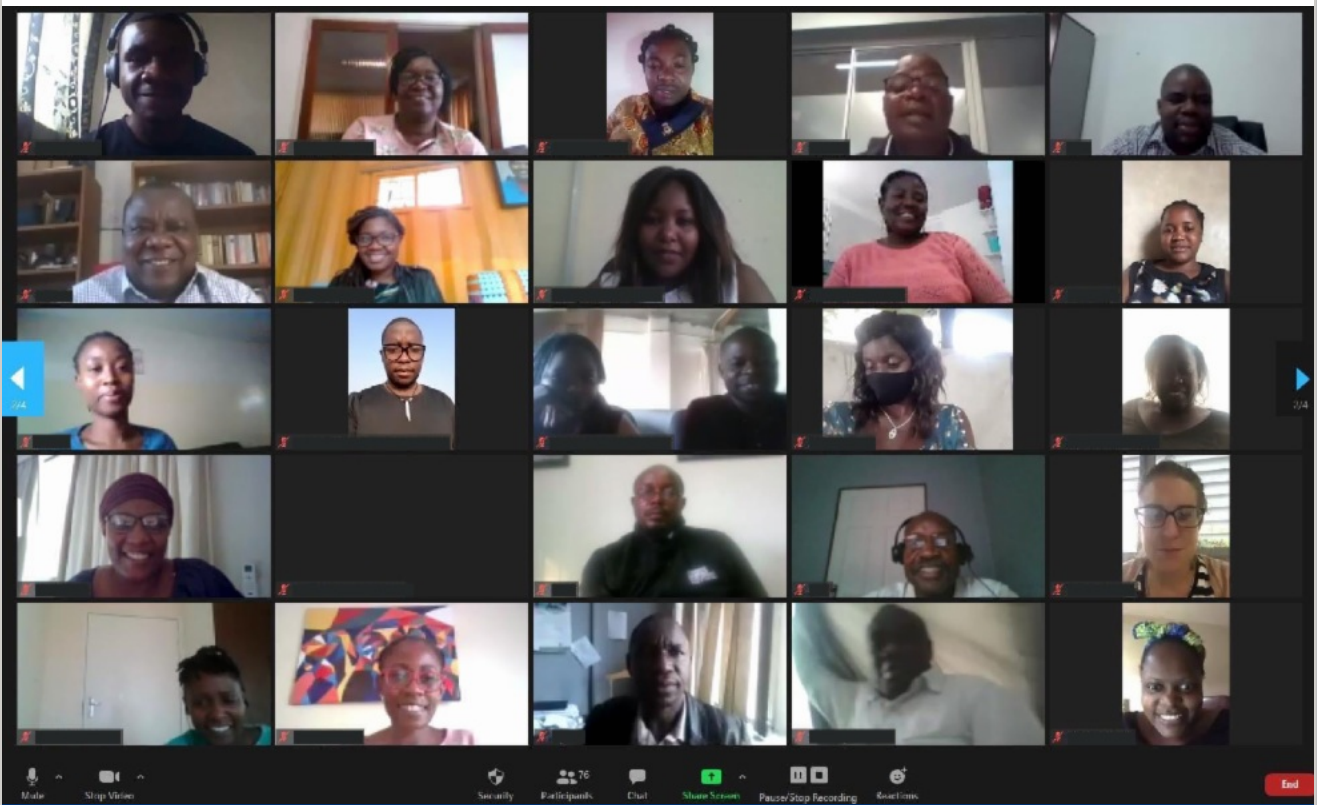 2/4
2/4
76
Mute
Stop Video
Security
Participants
Chat
Share Screen
Pause/Stop Recording
Reactions
End